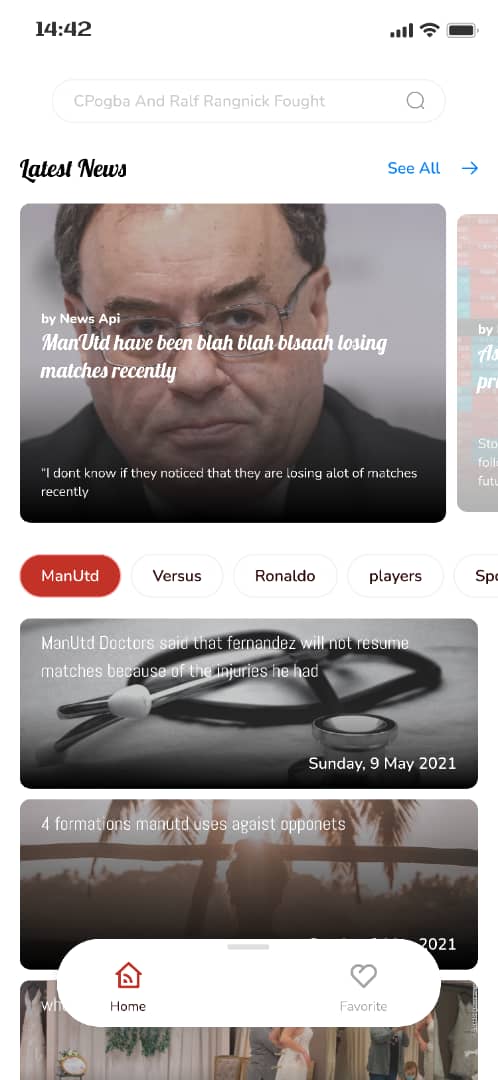 14:42
CPogba And Ralf Rangnick Fought
Latest News
See All
by News Api
ManUtd have been blah blah blsaah losing
matches recently
"I dont know if they noticed that they are losing alot of matches
recently
by
As
pr
Sto
foll
futu
ManUtd
Versus
Ronaldo
players
Spo
ManUtd Doctors said that fernandez will not resume
matches because of the injuries he had
Sunday, 9 May 2021
4 formations manutd uses agaist opponets
2021
Home
Favorite